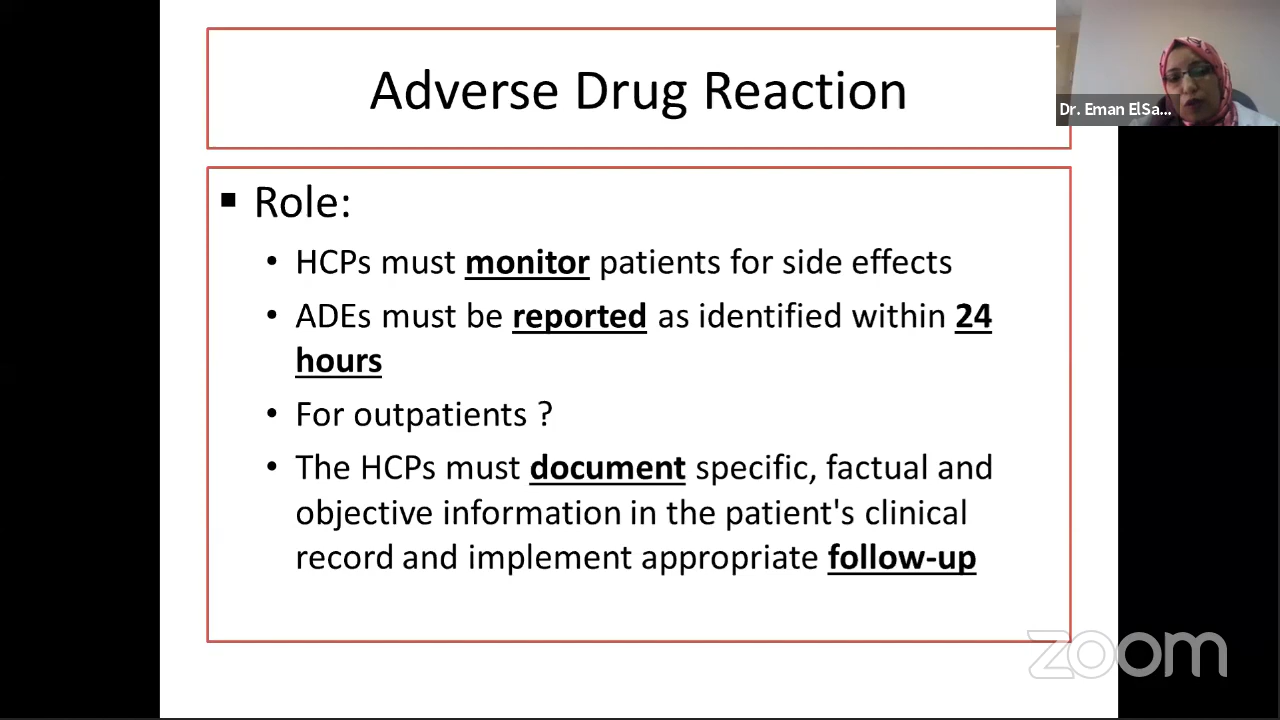 Adverse Drug Reaction
Dr. Eman ElSa...
▪ Role:
• HCPs must monitor patients for side effects
• ADEs must be reported as identified within 24
hours
• For outpatients ?
• The HCPs must document specific, factual and
objective information in the patient's clinical
record and implement appropriate follow-up
zoom